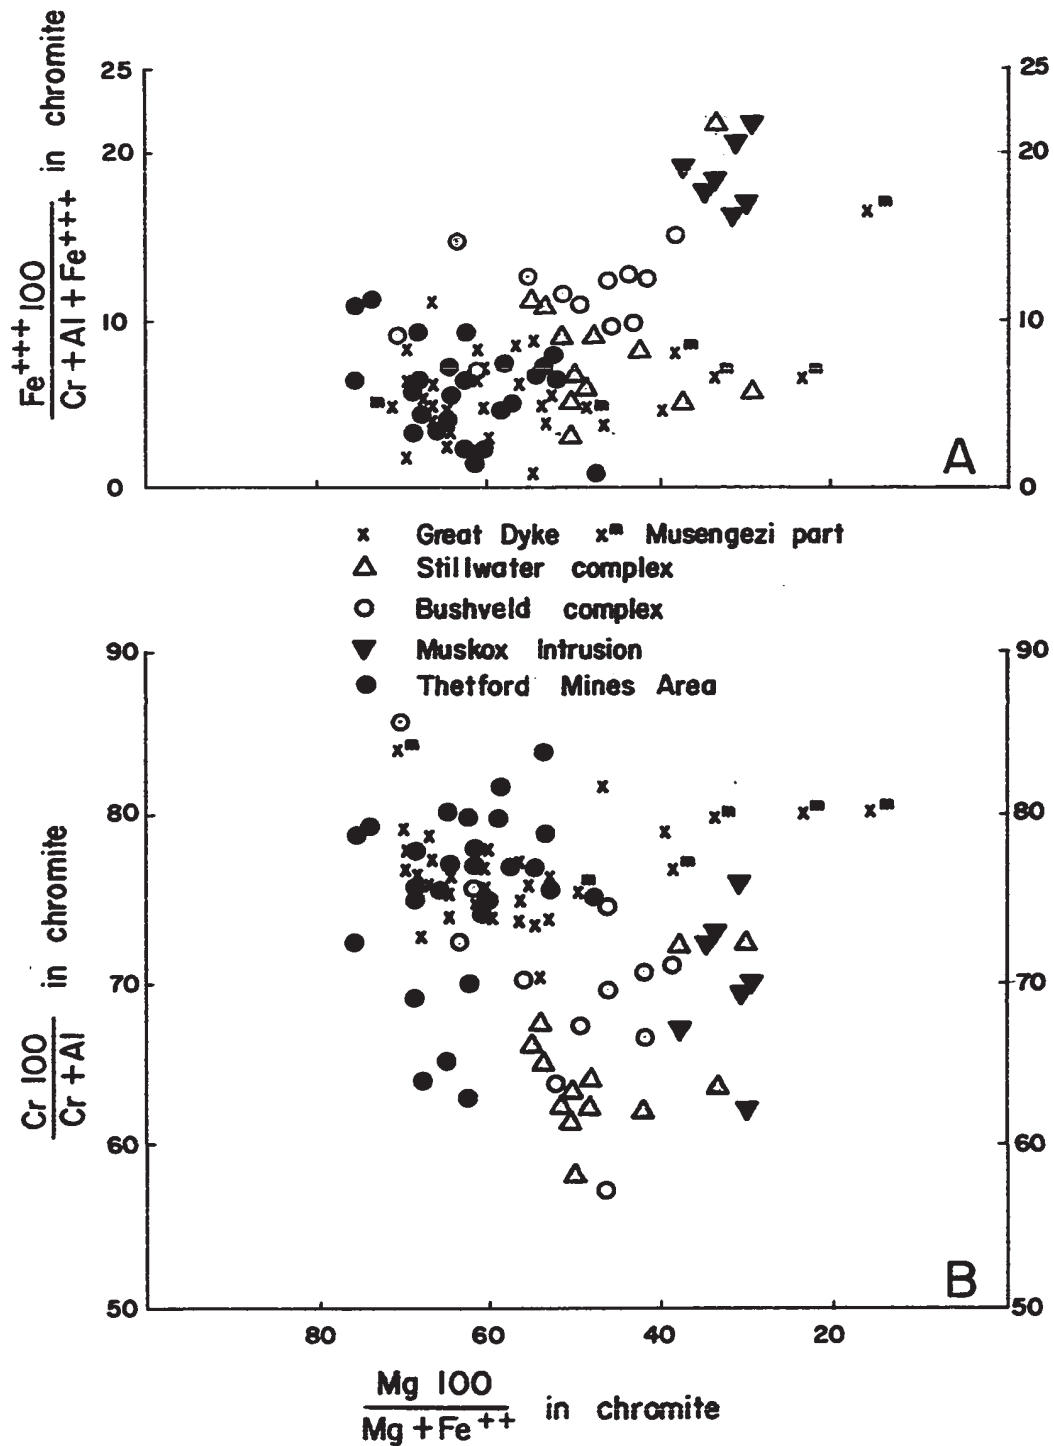 Fe+++ 100
Cr + Al + Fe+++
in chromite
25
20
10
0
25
20
10
0
A
x Great Dyke xm Musengezi part
Stillwater complex
Bushveld complex
Muskox Intrusion
Thetford Mines Area
Cr 100
Cr + Al
in chromite
90
80
70
60
50
90
80
70
60
50
B
80 60 40 20
Mg 100
Mg + Fe++
in chromite